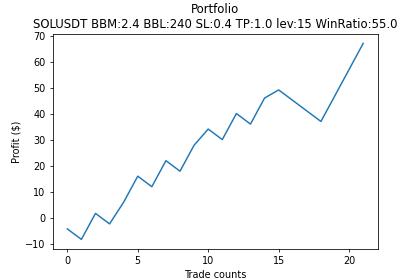 Portfolio
SOLUSDT BBM:2.4 BBL:240 SL:0.4 TP:1.0 lev:15 WinRatio:55.0
70
60
50
40
30
20
10
0
−10
Profit ($)
0 5 10 15 20
Trade counts